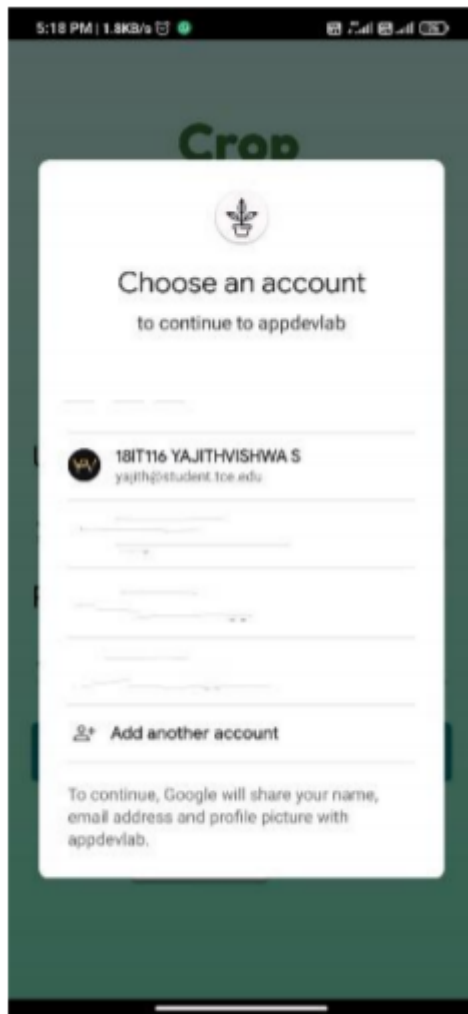 5:18 PM | 1.8KB/s
Crop
Choose an account
to continue to appdevlab
18IT116 YAJITHVISHWA S
yajith@student.tce.edu
Add another account
To continue, Google will share your name,
email address and profile picture with
appdevlab.